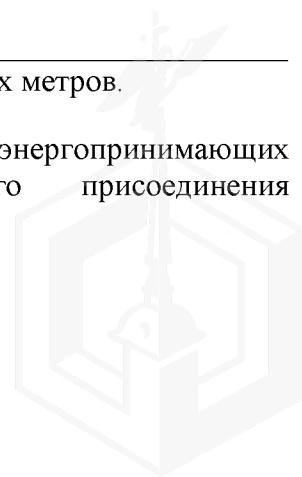 х метров.
энергопринимающих
го присоединения